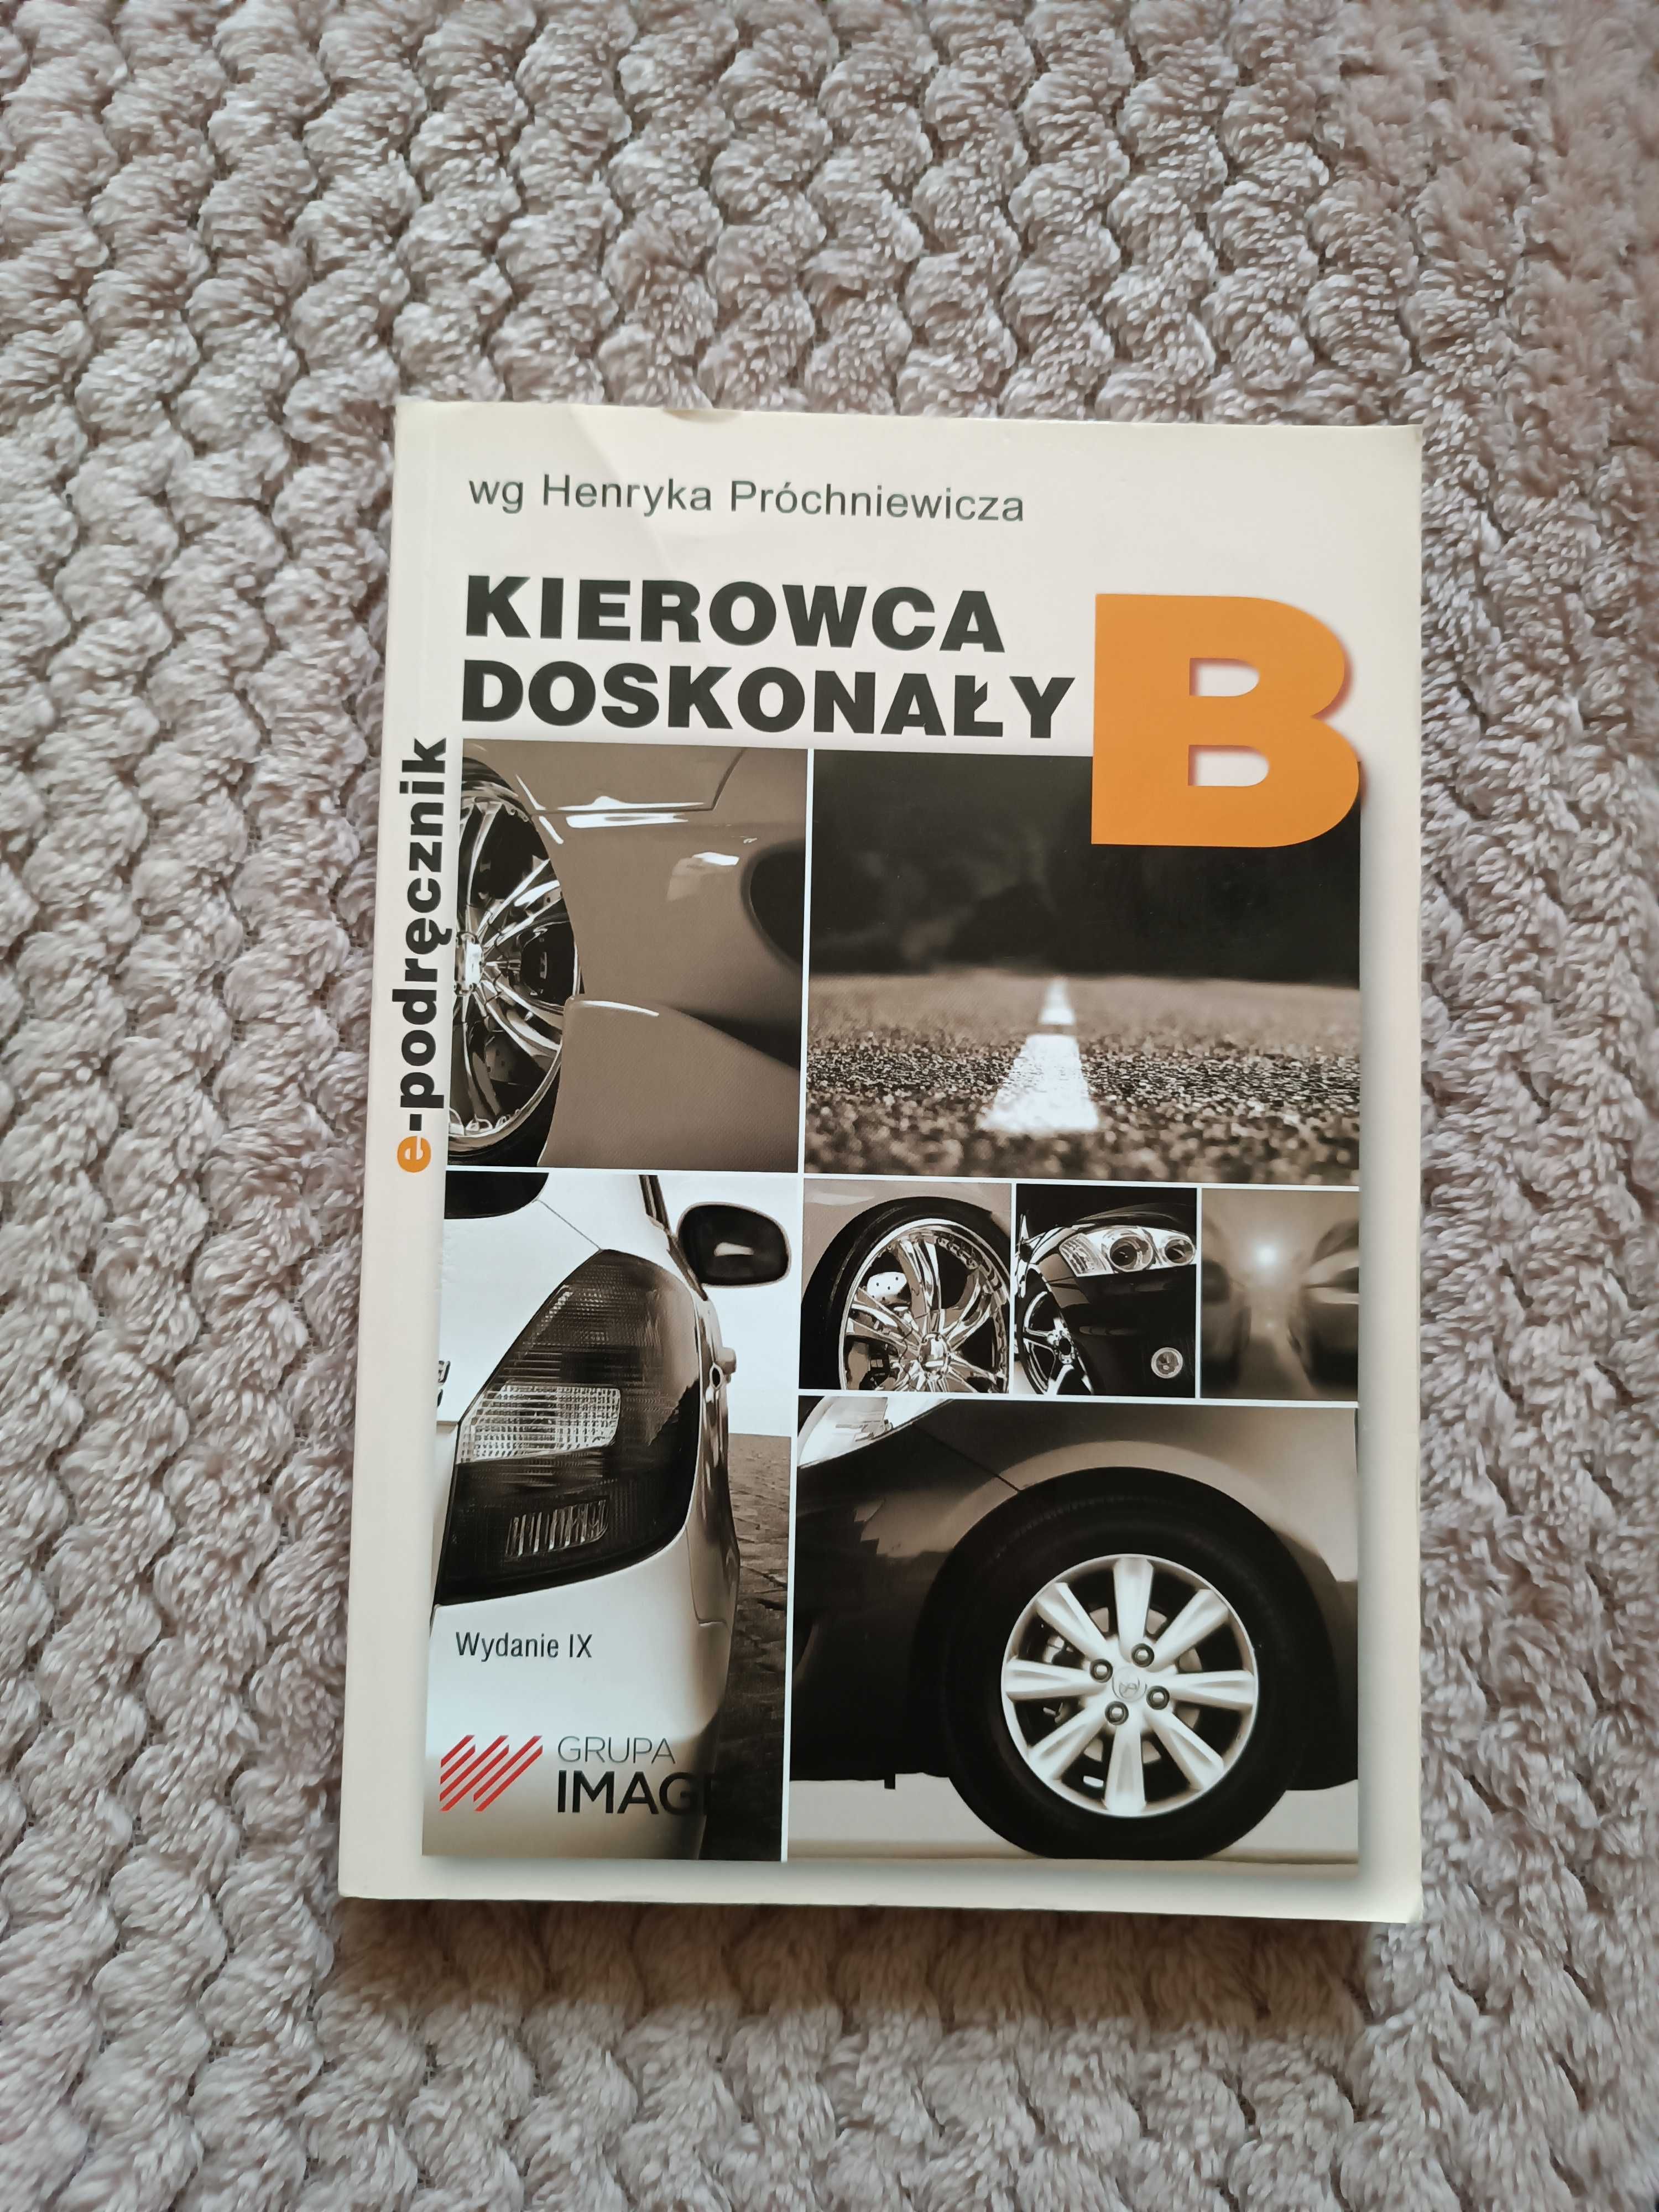 wg Henryka Próchniewicza
KIEROWCA
DOSKONAŁY
B
e-podręcznik
Wydanie IX
GRUPA
IMAGE